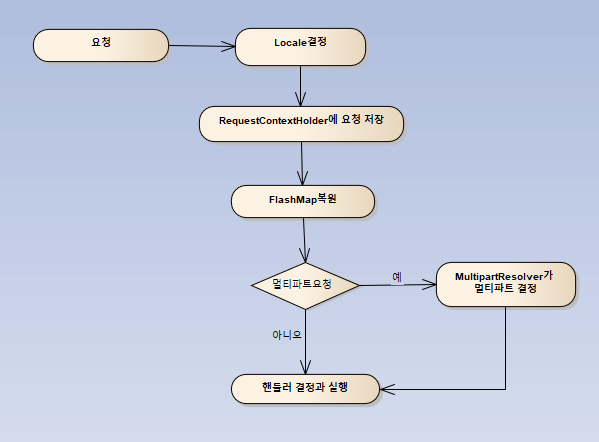 요청
Locale결정
RequestContextHolder에 요청 저장
FlashMap복원
멀티파트요청
예
MultipartResolver가
멀티파트 결정
아니오
핸들러 결정과 실행